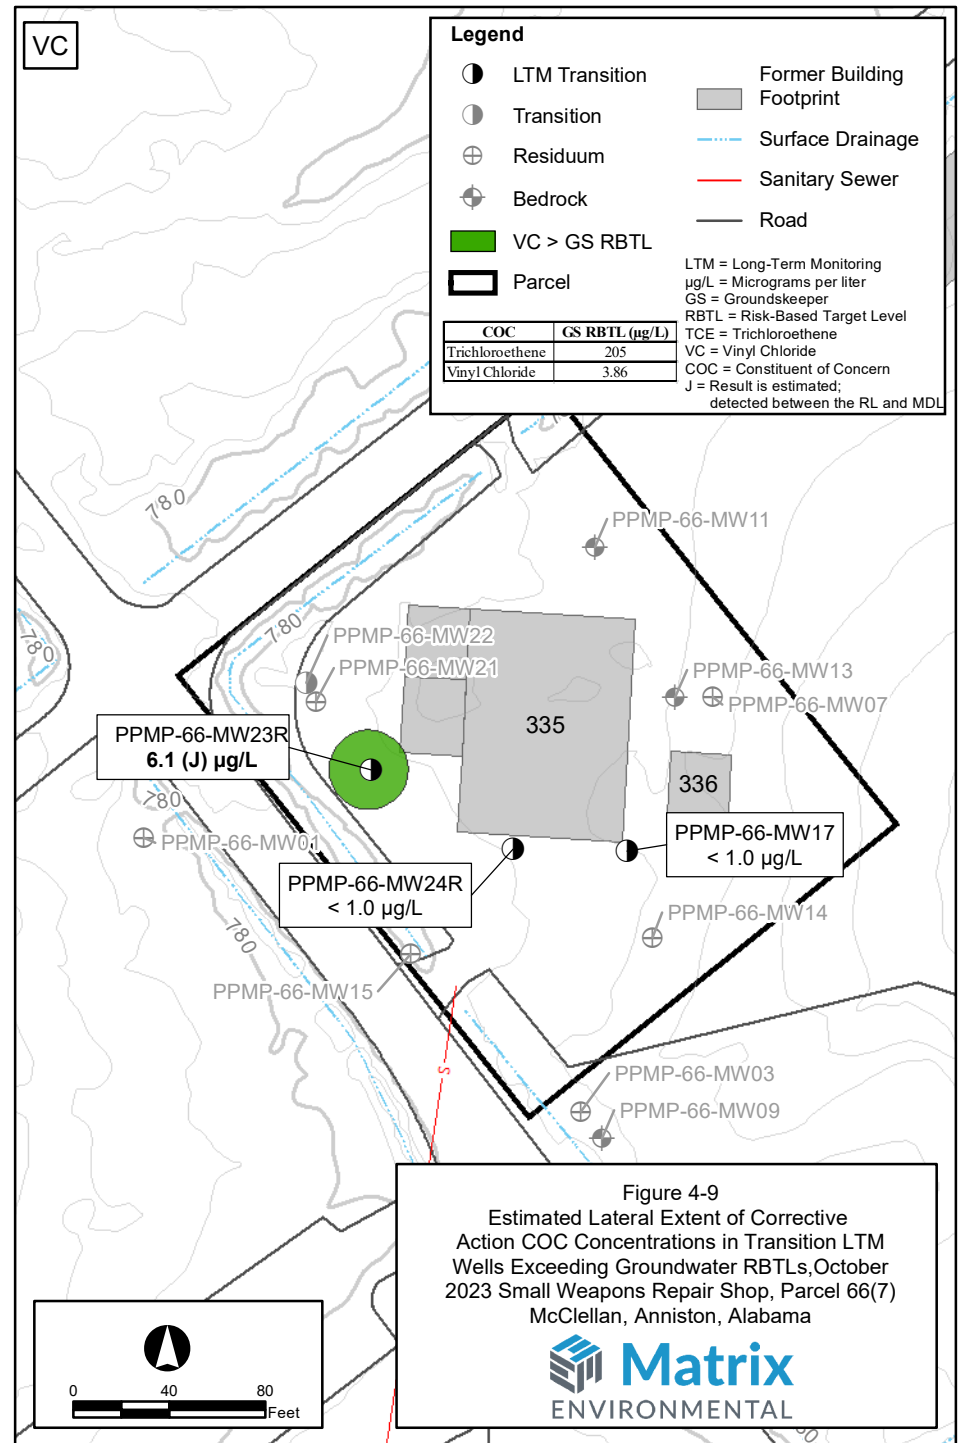 VC
Legend
LTM Transition
Transition
Residuum
Bedrock
VC > GS RBTL
Parcel
Former Building
Footprint
Surface Drainage
Sanitary Sewer
Road
COC GS RBTL (µg/L)
Trichloroethene 205
Vinyl Chloride 3.86
LTM = Long-Term Monitoring
µg/L = Micrograms per liter
GS = Groundskeeper
RBTL = Risk-Based Target Level
TCE = Trichloroethene
VC = Vinyl Chloride
COC = Constituent of Concern
J = Result is estimated;
detected between the RL and MDL
780
PPMP-66-MW11
780
PPMP-66-MW22
780
PPMP-66-MW21
PPMP-66-MW13
PPMP-66-MW07
335
PPMP-66-MW23R
6.1 (J) µg/L
336
780
PPMP-66-MW01
PPMP-66-MW17
< 1.0 µg/L
PPMP-66-MW24R
< 1.0 µg/L
780
PPMP-66-MW14
PPMP-66-MW15
S
PPMP-66-MW03
PPMP-66-MW09
Figure 4-9
Estimated Lateral Extent of Corrective
Action COC Concentrations in Transition LTM
Wells Exceeding Groundwater RBTLs,October
2023 Small Weapons Repair Shop, Parcel 66(7)
McClellan, Anniston, Alabama
Matrix
ENVIRONMENTAL
0 40 80
Feet